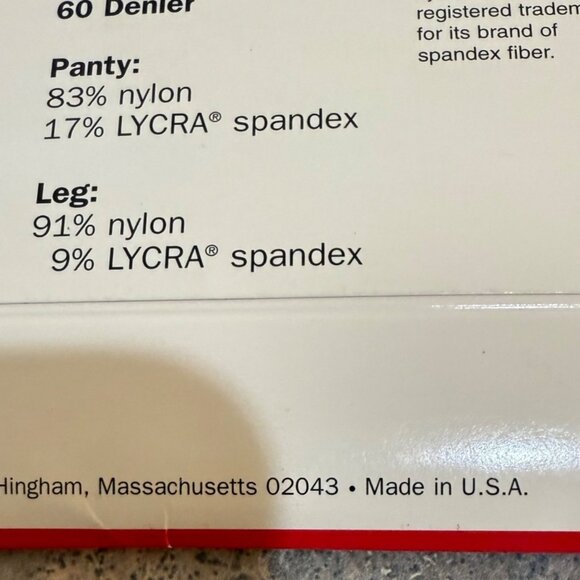 60 Denier
registered
for its brand of
spandex fiber.
Panty:
83% nylon
17% LYCRA® spandex
Leg:
91% nylon
9% LYCRA® spandex
Hingham, Massachusetts 02043 • Made in U.S.A.